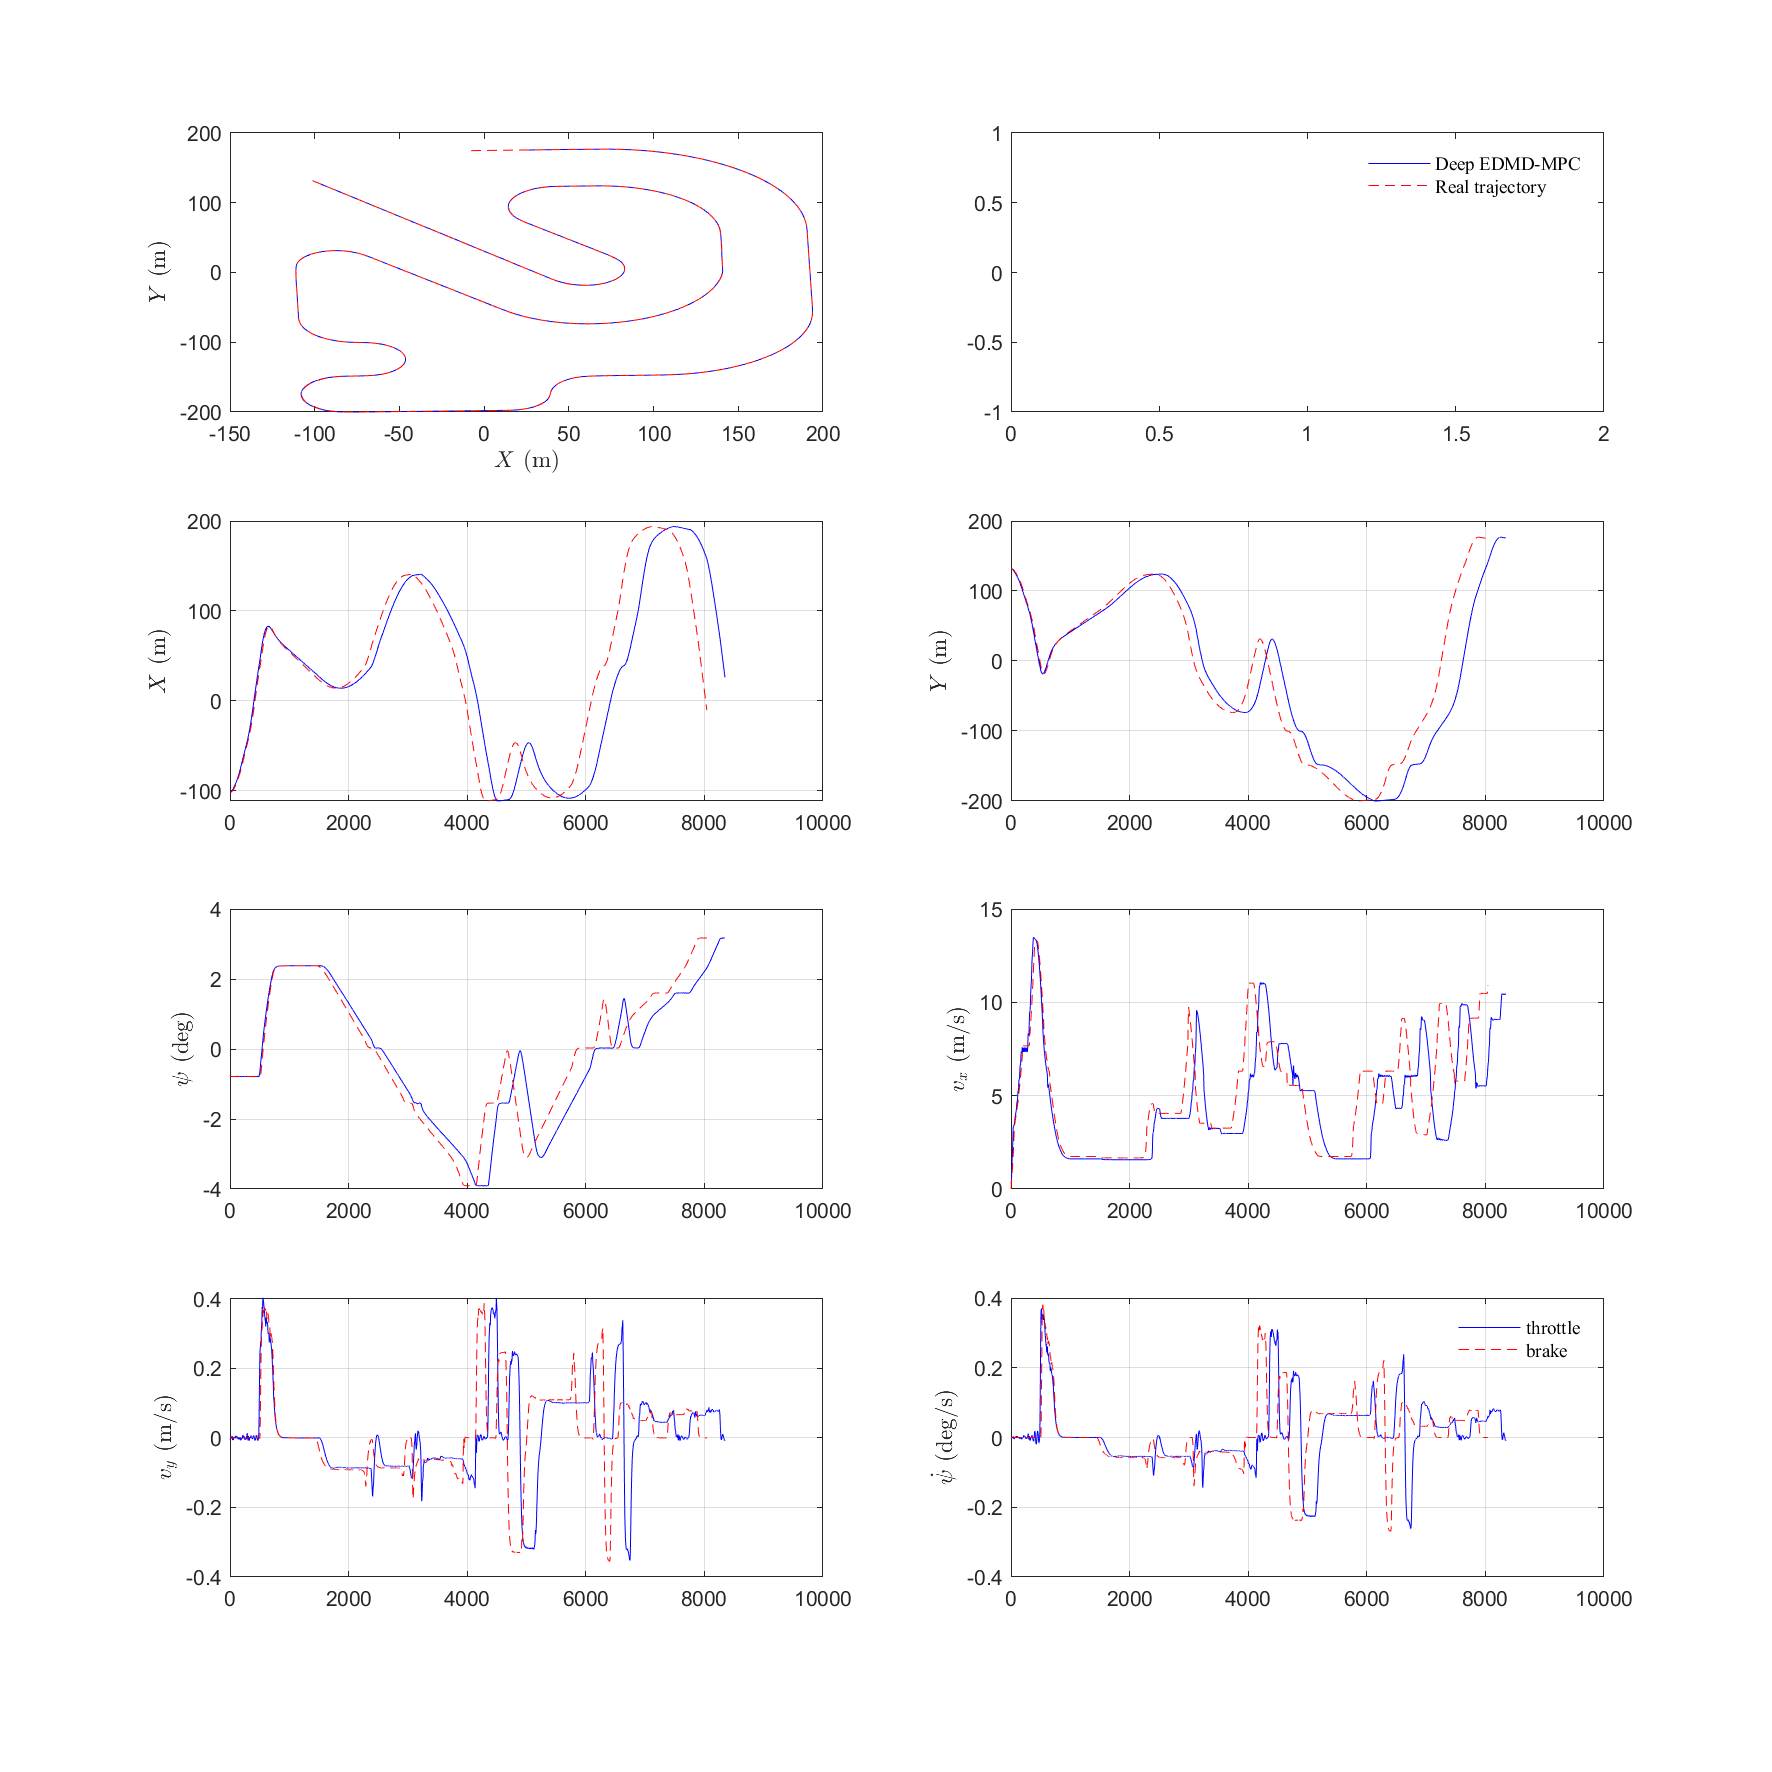 200
100
0
-100
-200
-150 -100 -50 0 50 100 150 200
Y (m)
X (m)
1
0.5
0
-0.5
-1
0 0.5 1 1.5 2
Deep EDMD-MPC
Real trajectory
200
100
0
-100
0 2000 4000 6000 8000 10000
X (m)
200
100
0
-100
-200
0 2000 4000 6000 8000 10000
Y (m)
4
2
0
-2
-4
0 2000 4000 6000 8000 10000
ψ (deg)
15
10
5
0
0 2000 4000 6000 8000 10000
v_x (m/s)
0.4
0.2
0
-0.2
-0.4
0 2000 4000 6000 8000 10000
v_y (m/s)
0.4
0.2
0
-0.2
-0.4
0 2000 4000 6000 8000 10000
ψ̇ (deg/s)
throttle
brake